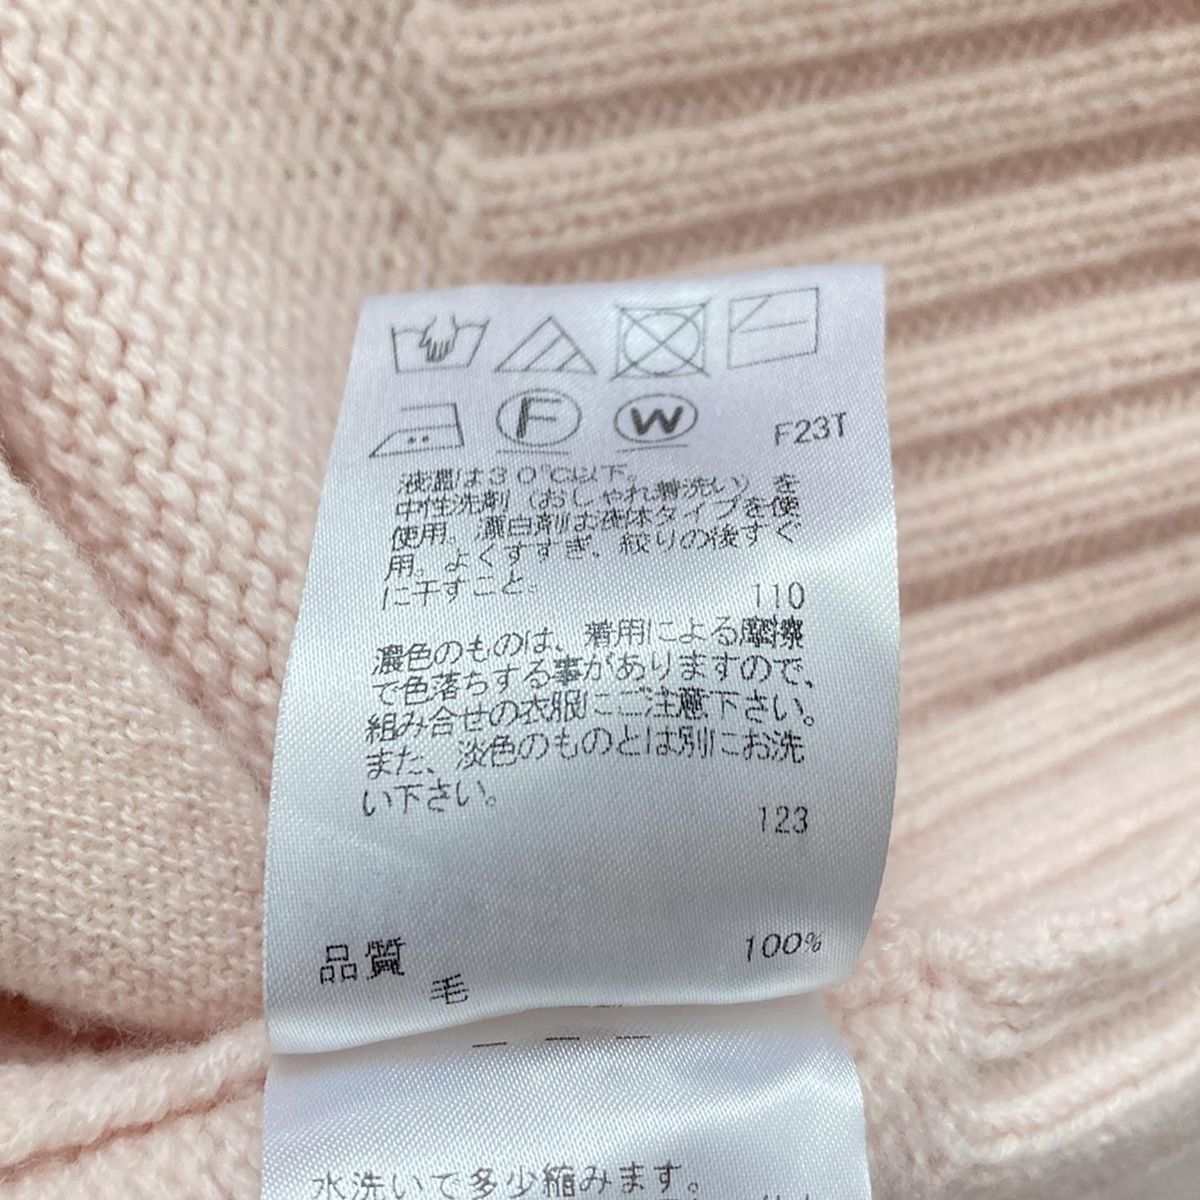 F W F23T
液温は30℃以下。
中性洗剤（おしゃれ着洗い）を
使用。漂白剤は液体タイプを使
用。よくすすぎ、絞りの後すぐ
に干すこと。
110
濃色のものは、着用による摩擦
で色落ちする事がありますので、
組み合せの衣服にご注意下さい。
また、淡色のものとは別にお洗
い下さい。
123
品質
毛 100%
水洗いで多少縮みます。